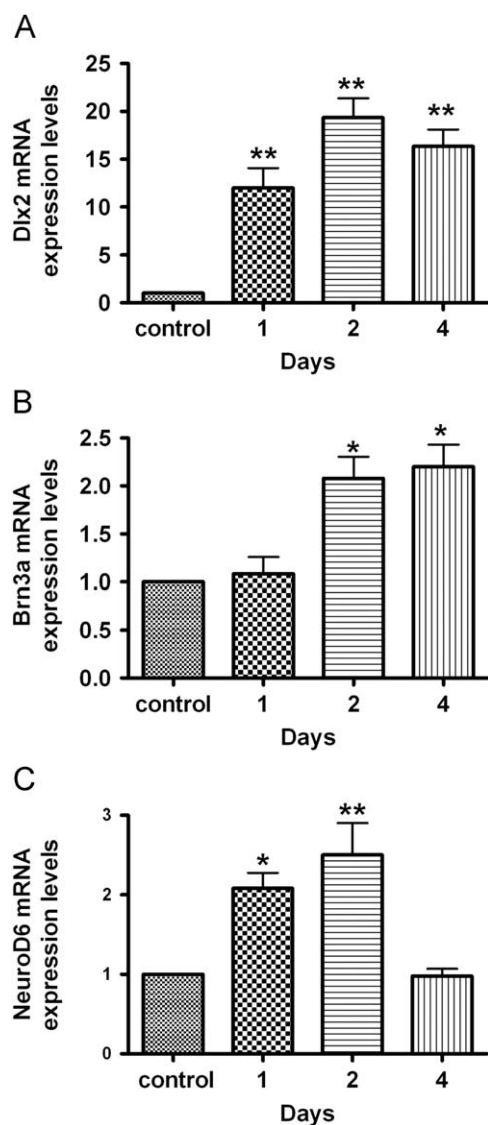 A
Dlx2 mRNA
expression levels
25
20
15
10
5
0
**
**
**
control 1 2 4
Days
B
Brn3a mRNA
expression levels
2.5
2.0
1.5
1.0
0.5
0.0
*
*
control 1 2 4
Days
C
NeuroD6 mRNA
expression levels
3
2
1
0
*
**
control 1 2 4
Days